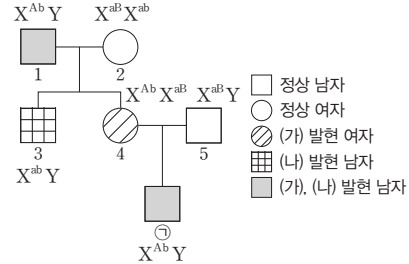 X^Ab Y X^aB X^ab
1 2
X^Ab X^aB X^aB Y
3 4 5
X^ab Y
㉠
X^Ab Y
정상 남자
정상 여자
(가) 발현 여자
(나) 발현 남자
(가), (나) 발현 남자